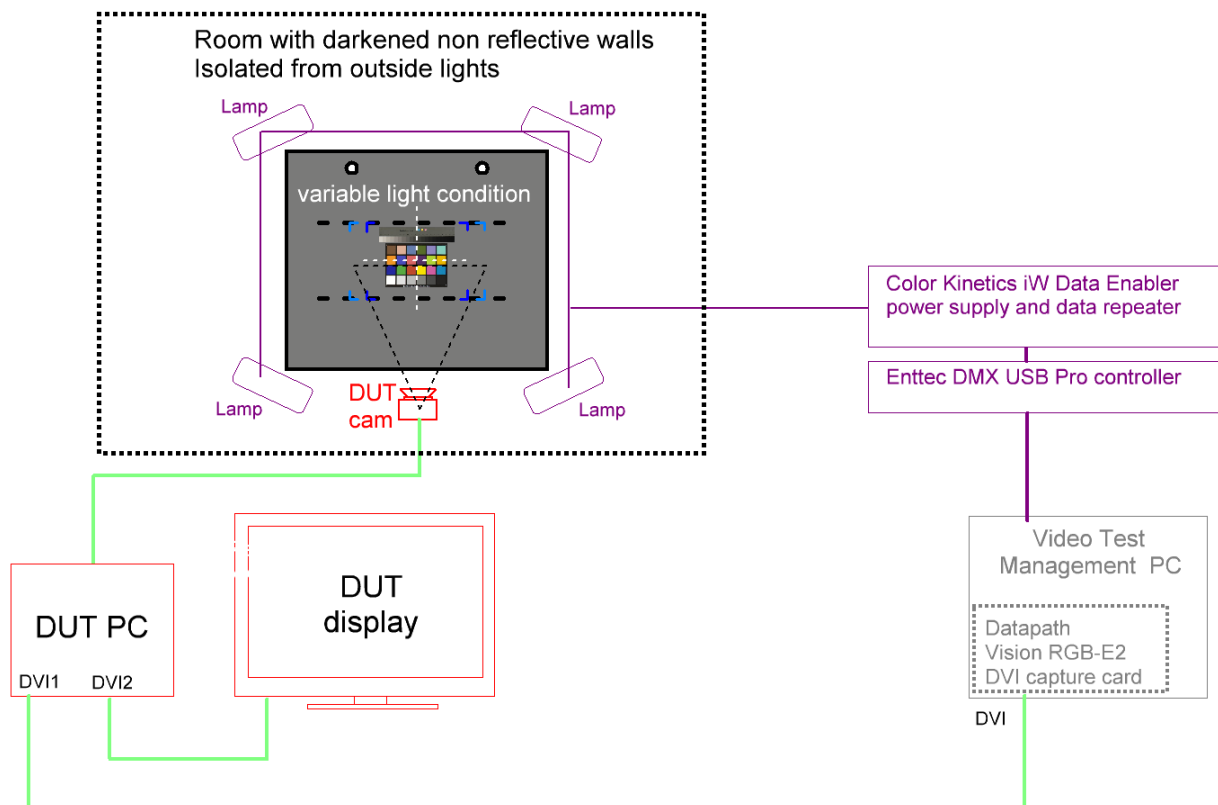 Room with darkened non reflective walls
Isolated from outside lights
Lamp
Lamp
variable light condition
Color Kinetics iW Data Enabler
power supply and data repeater
Enttec DMX USB Pro controller
DUT
cam
Lamp
Lamp
Video Test
Management PC
Datapath
Vision RGB-E2
DVI capture card
DVI
DUT
display
DUT PC
DVI1
DVI2